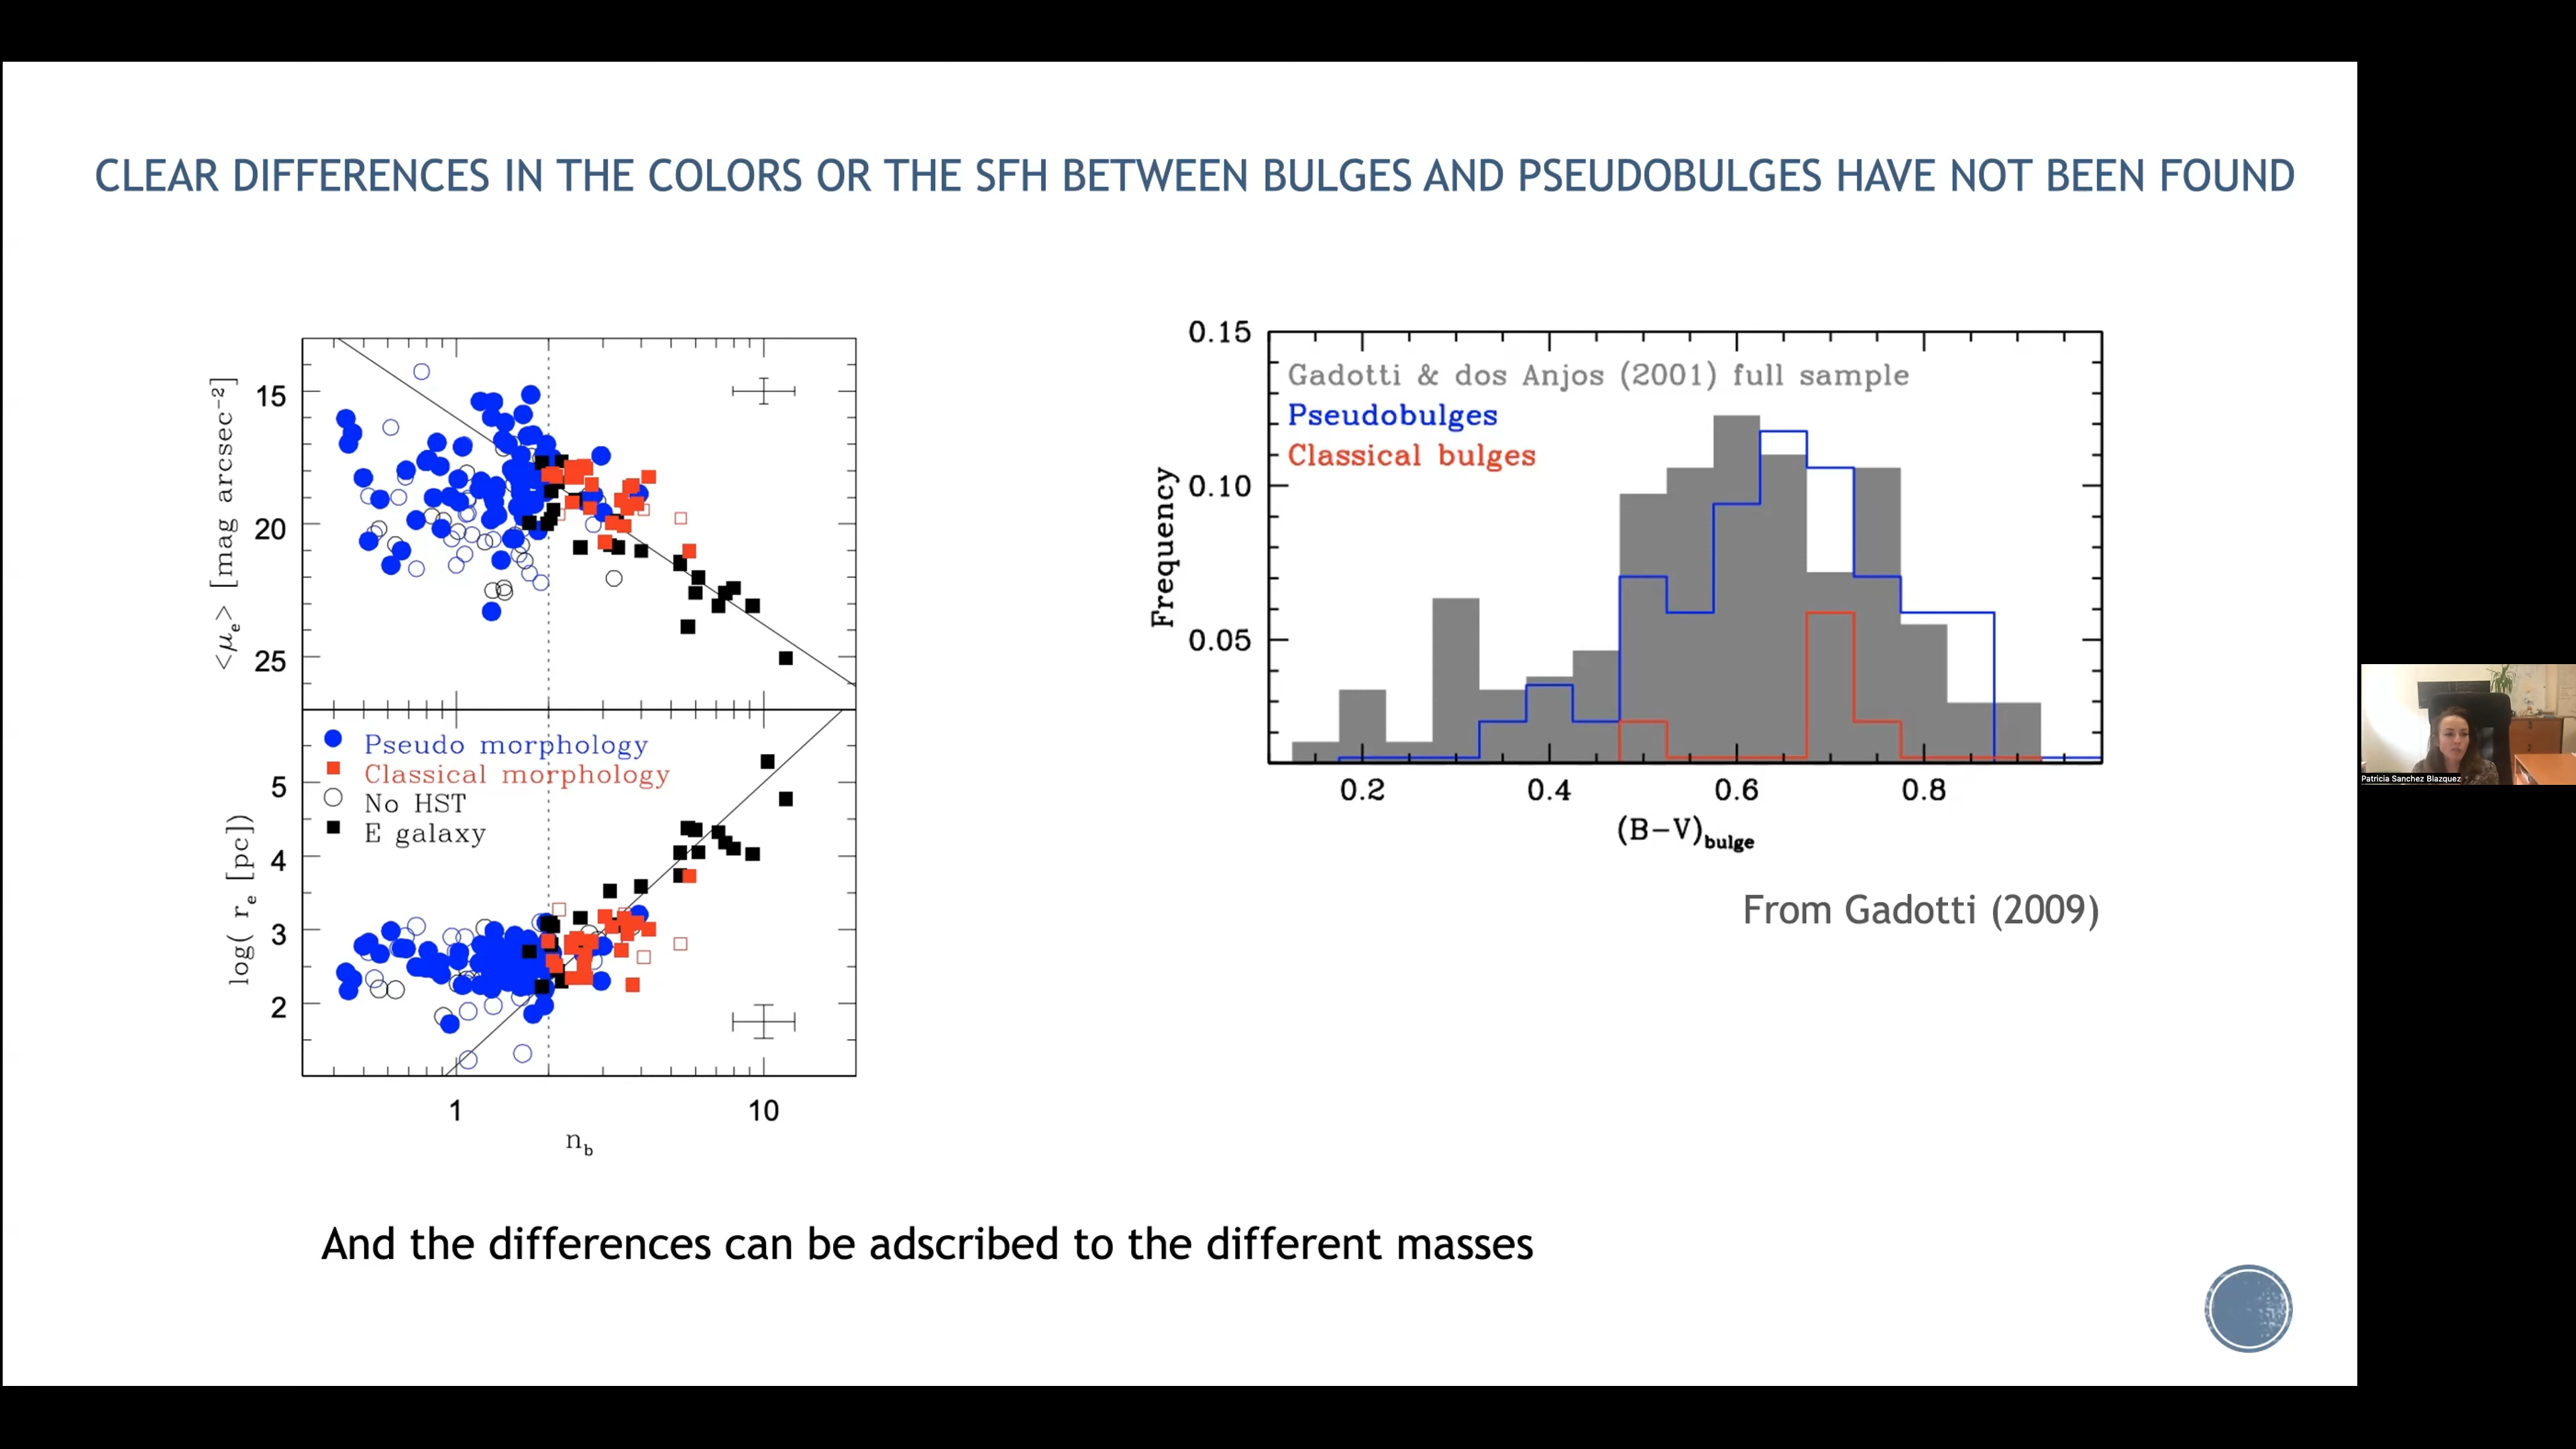 CLEAR DIFFERENCES IN THE COLORS OR THE SFH BETWEEN BULGES AND PSEUDOBULGES HAVE NOT BEEN FOUND
<μe> [mag arcsec−2]
15
20
25
Pseudo morphology
Classical morphology
No HST
E galaxy
log( re [pc])
5
4
3
2
1
10
nb
0.15
0.10
0.05
Frequency
Gadotti & dos Anjos (2001) full sample
Pseudobulges
Classical bulges
0.2
0.4
0.6
0.8
(B−V)bulge
From Gadotti (2009)
And the differences can be adscribed to the different masses
Patricia Sanchez Blazquez